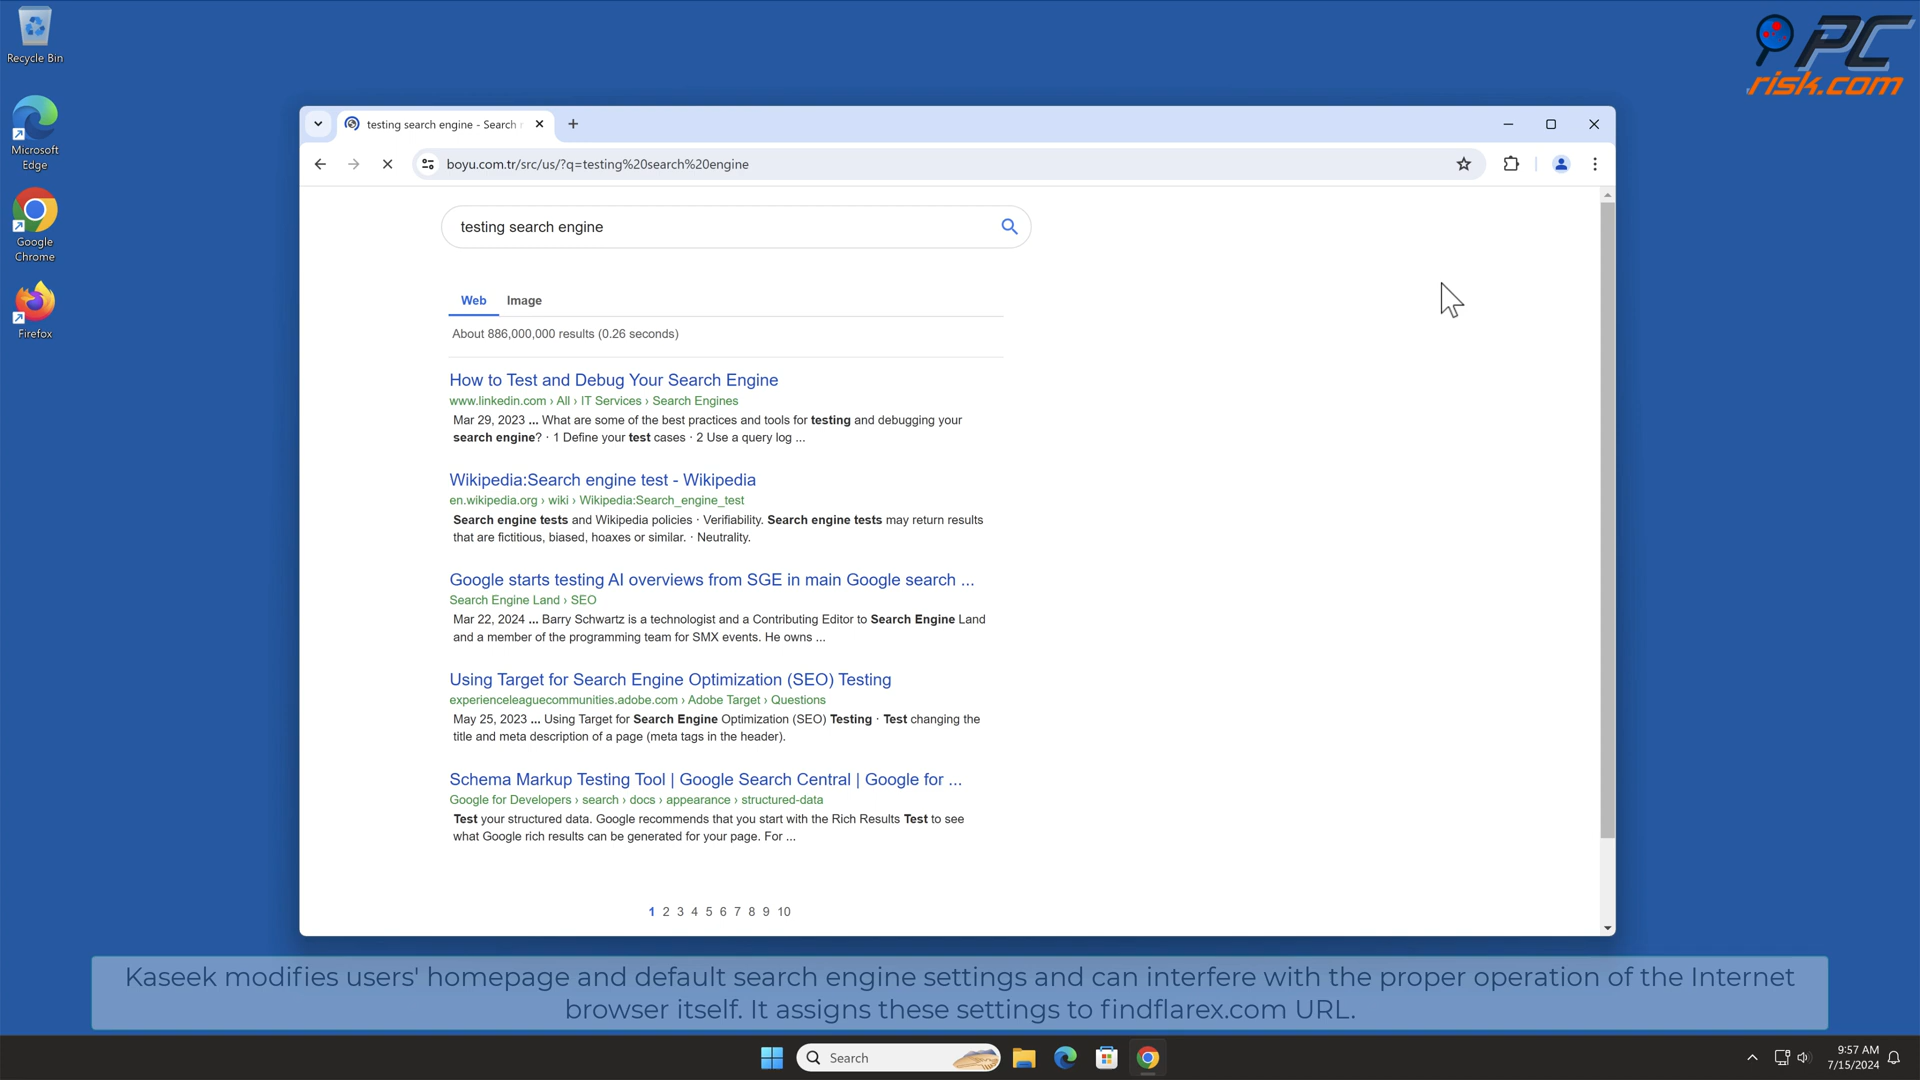 Recycle Bin
Microsoft
Edge
Google
Chrome
Firefox
PC
risk.com
testing search engine - Search
boyu.com.tr/src/us/?q=testing%20search%20engine
testing search engine
Web Image
About 886,000,000 results (0.26 seconds)
How to Test and Debug Your Search Engine
www.linkedin.com › All › IT Services › Search Engines
Mar 29, 2023 ... What are some of the best practices and tools for testing and debugging your
search engine? · 1 Define your test cases · 2 Use a query log ...
Wikipedia:Search engine test - Wikipedia
en.wikipedia.org › wiki › Wikipedia:Search_engine_test
Search engine tests and Wikipedia policies · Verifiability. Search engine tests may return results
that are fictitious, biased, hoaxes or similar. · Neutrality.
Google starts testing AI overviews from SGE in main Google search ...
Search Engine Land › SEO
Mar 22, 2024 ... Barry Schwartz is a technologist and a Contributing Editor to Search Engine Land
and a member of the programming team for SMX events. He owns ...
Using Target for Search Engine Optimization (SEO) Testing
experienceleaguecommunities.adobe.com › Adobe Target › Questions
May 25, 2023 ... Using Target for Search Engine Optimization (SEO) Testing · Test changing the
title and meta description of a page (meta tags in the header).
Schema Markup Testing Tool | Google Search Central | Google for ...
Google for Developers › search › docs › appearance › structured-data
Test your structured data. Google recommends that you start with the Rich Results Test to see
what Google rich results can be generated for your page. For ...
1 2 3 4 5 6 7 8 9 10
Kaseek modifies users' homepage and default search engine settings and can interfere with the proper operation of the Internet
browser itself. It assigns these settings to findflarex.com URL.
Search
9:57 AM
7/15/2024